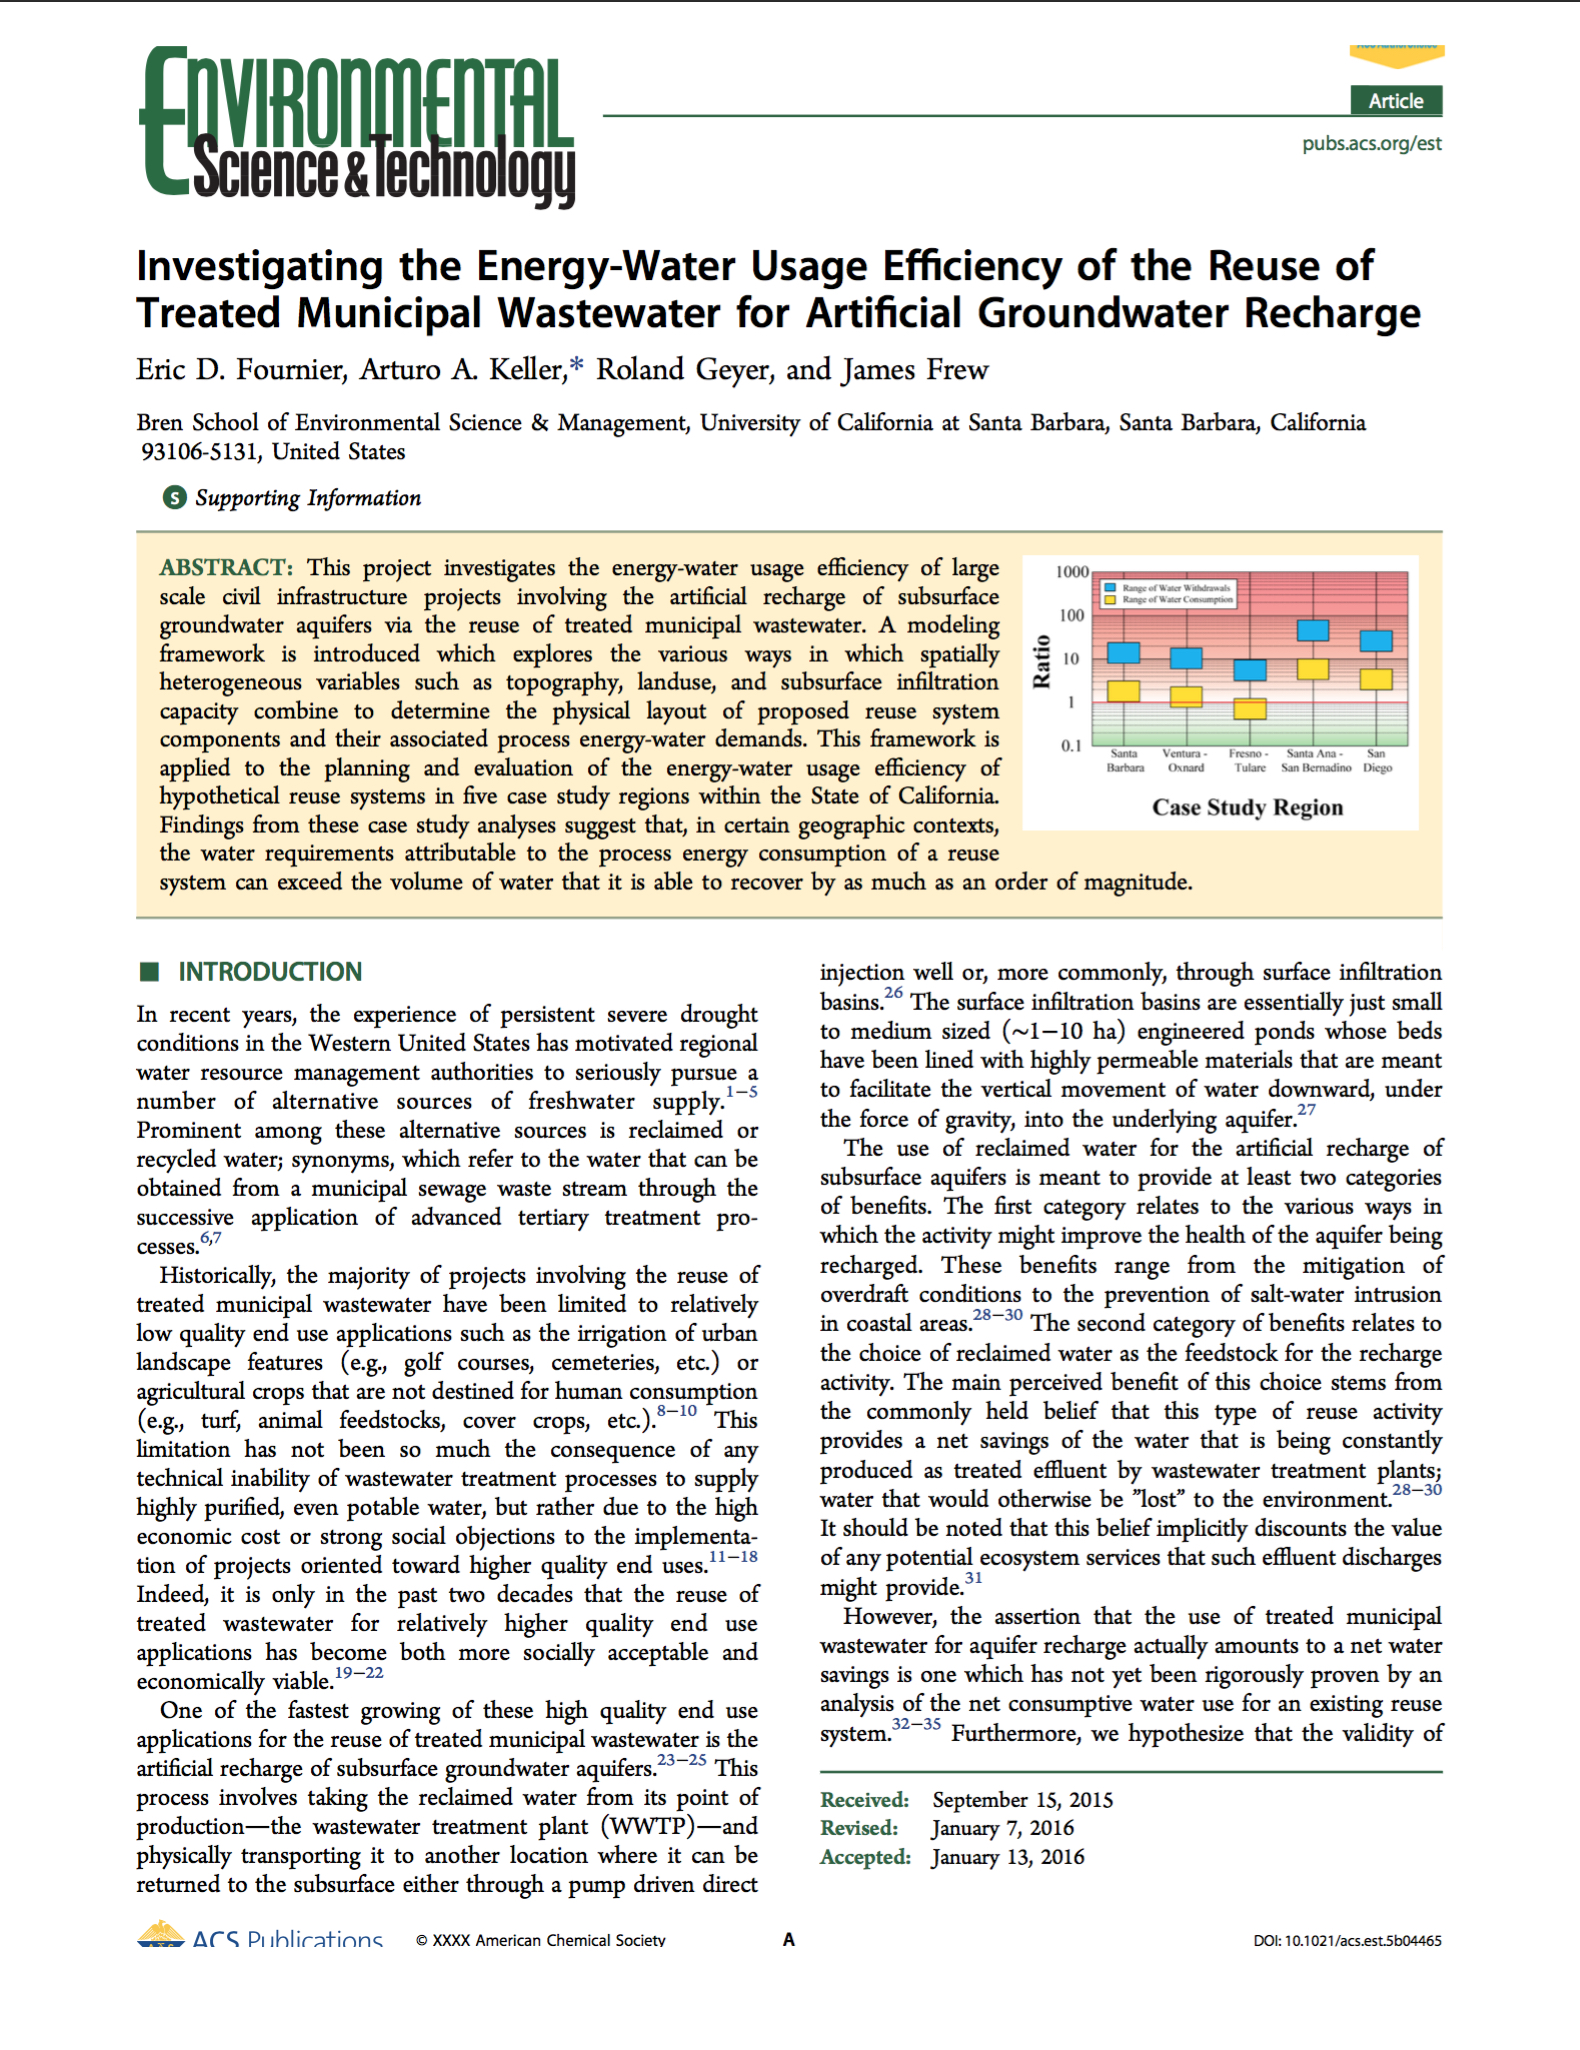 ENVIRONMENTAL
Science & Technology
Article
pubs.acs.org/est
Investigating the Energy-Water Usage Efficiency of the Reuse of
Treated Municipal Wastewater for Artificial Groundwater Recharge
Eric D. Fournier, Arturo A. Keller,* Roland Geyer, and James Frew
Bren School of Environmental Science & Management, University of California at Santa Barbara, Santa Barbara, California
93106-5131, United States
S Supporting Information
ABSTRACT: This project investigates the energy-water usage efficiency of large
scale civil infrastructure projects involving the artificial recharge of subsurface
groundwater aquifers via the reuse of treated municipal wastewater. A modeling
framework is introduced which explores the various ways in which spatially
heterogeneous variables such as topography, landuse, and subsurface infiltration
capacity combine to determine the physical layout of proposed reuse system
components and their associated process energy-water demands. This framework is
applied to the planning and evaluation of the energy-water usage efficiency of
hypothetical reuse systems in five case study regions within the State of California.
Findings from these case study analyses suggest that, in certain geographic contexts,
the water requirements attributable to the process energy consumption of a reuse
system can exceed the volume of water that it is able to recover by as much as an order of magnitude.
1000
100
10
1
0.1
Ratio
Range of Water Withdrawals
Range of Water Consumption
Santa
Barbara
Ventura -
Oxnard
Fresno -
Tulare
Santa Ana -
San Bernadino
San
Diego
Case Study Region
■ INTRODUCTION
In recent years, the experience of persistent severe drought
conditions in the Western United States has motivated regional
water resource management authorities to seriously pursue a
number of alternative sources of freshwater supply.1−5
Prominent among these alternative sources is reclaimed or
recycled water; synonyms, which refer to the water that can be
obtained from a municipal sewage waste stream through the
successive application of advanced tertiary treatment pro-
cesses.6,7
Historically, the majority of projects involving the reuse of
treated municipal wastewater have been limited to relatively
low quality end use applications such as the irrigation of urban
landscape features (e.g., golf courses, cemeteries, etc.) or
agricultural crops that are not destined for human consumption
(e.g., turf, animal feedstocks, cover crops, etc.).8−10 This
limitation has not been so much the consequence of any
technical inability of wastewater treatment processes to supply
highly purified, even potable water, but rather due to the high
economic cost or strong social objections to the implementa-
tion of projects oriented toward higher quality end uses.11−18
Indeed, it is only in the past two decades that the reuse of
treated wastewater for relatively higher quality end use
applications has become both more socially acceptable and
economically viable.19−22
One of the fastest growing of these high quality end use
applications for the reuse of treated municipal wastewater is the
artificial recharge of subsurface groundwater aquifers.23−25 This
process involves taking the reclaimed water from its point of
production—the wastewater treatment plant (WWTP)—and
physically transporting it to another location where it can be
returned to the subsurface either through a pump driven direct
injection well or, more commonly, through surface infiltration
basins.26 The surface infiltration basins are essentially just small
to medium sized (∼1−10 ha) engineered ponds whose beds
have been lined with highly permeable materials that are meant
to facilitate the vertical movement of water downward, under
the force of gravity, into the underlying aquifer.27
The use of reclaimed water for the artificial recharge of
subsurface aquifers is meant to provide at least two categories
of benefits. The first category relates to the various ways in
which the activity might improve the health of the aquifer being
recharged. These benefits range from the mitigation of
overdraft conditions to the prevention of salt-water intrusion
in coastal areas.28−30 The second category of benefits relates to
the choice of reclaimed water as the feedstock for the recharge
activity. The main perceived benefit of this choice stems from
the commonly held belief that this type of reuse activity
provides a net savings of the water that is being constantly
produced as treated effluent by wastewater treatment plants;
water that would otherwise be ”lost” to the environment.28−30
It should be noted that this belief implicitly discounts the value
of any potential ecosystem services that such effluent discharges
might provide.31
However, the assertion that the use of treated municipal
wastewater for aquifer recharge actually amounts to a net water
savings is one which has not yet been rigorously proven by an
analysis of the net consumptive water use for an existing reuse
system.32−35 Furthermore, we hypothesize that the validity of
Received: September 15, 2015
Revised: January 7, 2016
Accepted: January 13, 2016
ACS Publications
© XXXX American Chemical Society
A
DOI: 10.1021/acs.est.5b04465